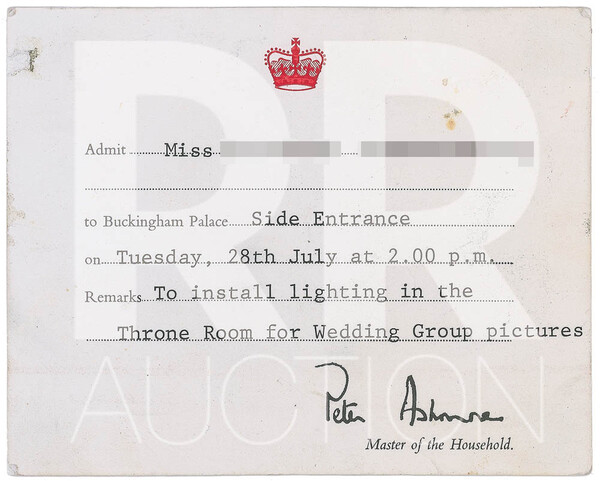 Admit Miss
to Buckingham Palace Side Entrance
on Tuesday, 28th July at 2.00 p.m.
Remarks To install lighting in the
Throne Room for Wedding Group pictures
Peter Ashmore
Master of the Household.
RR
AUCTION